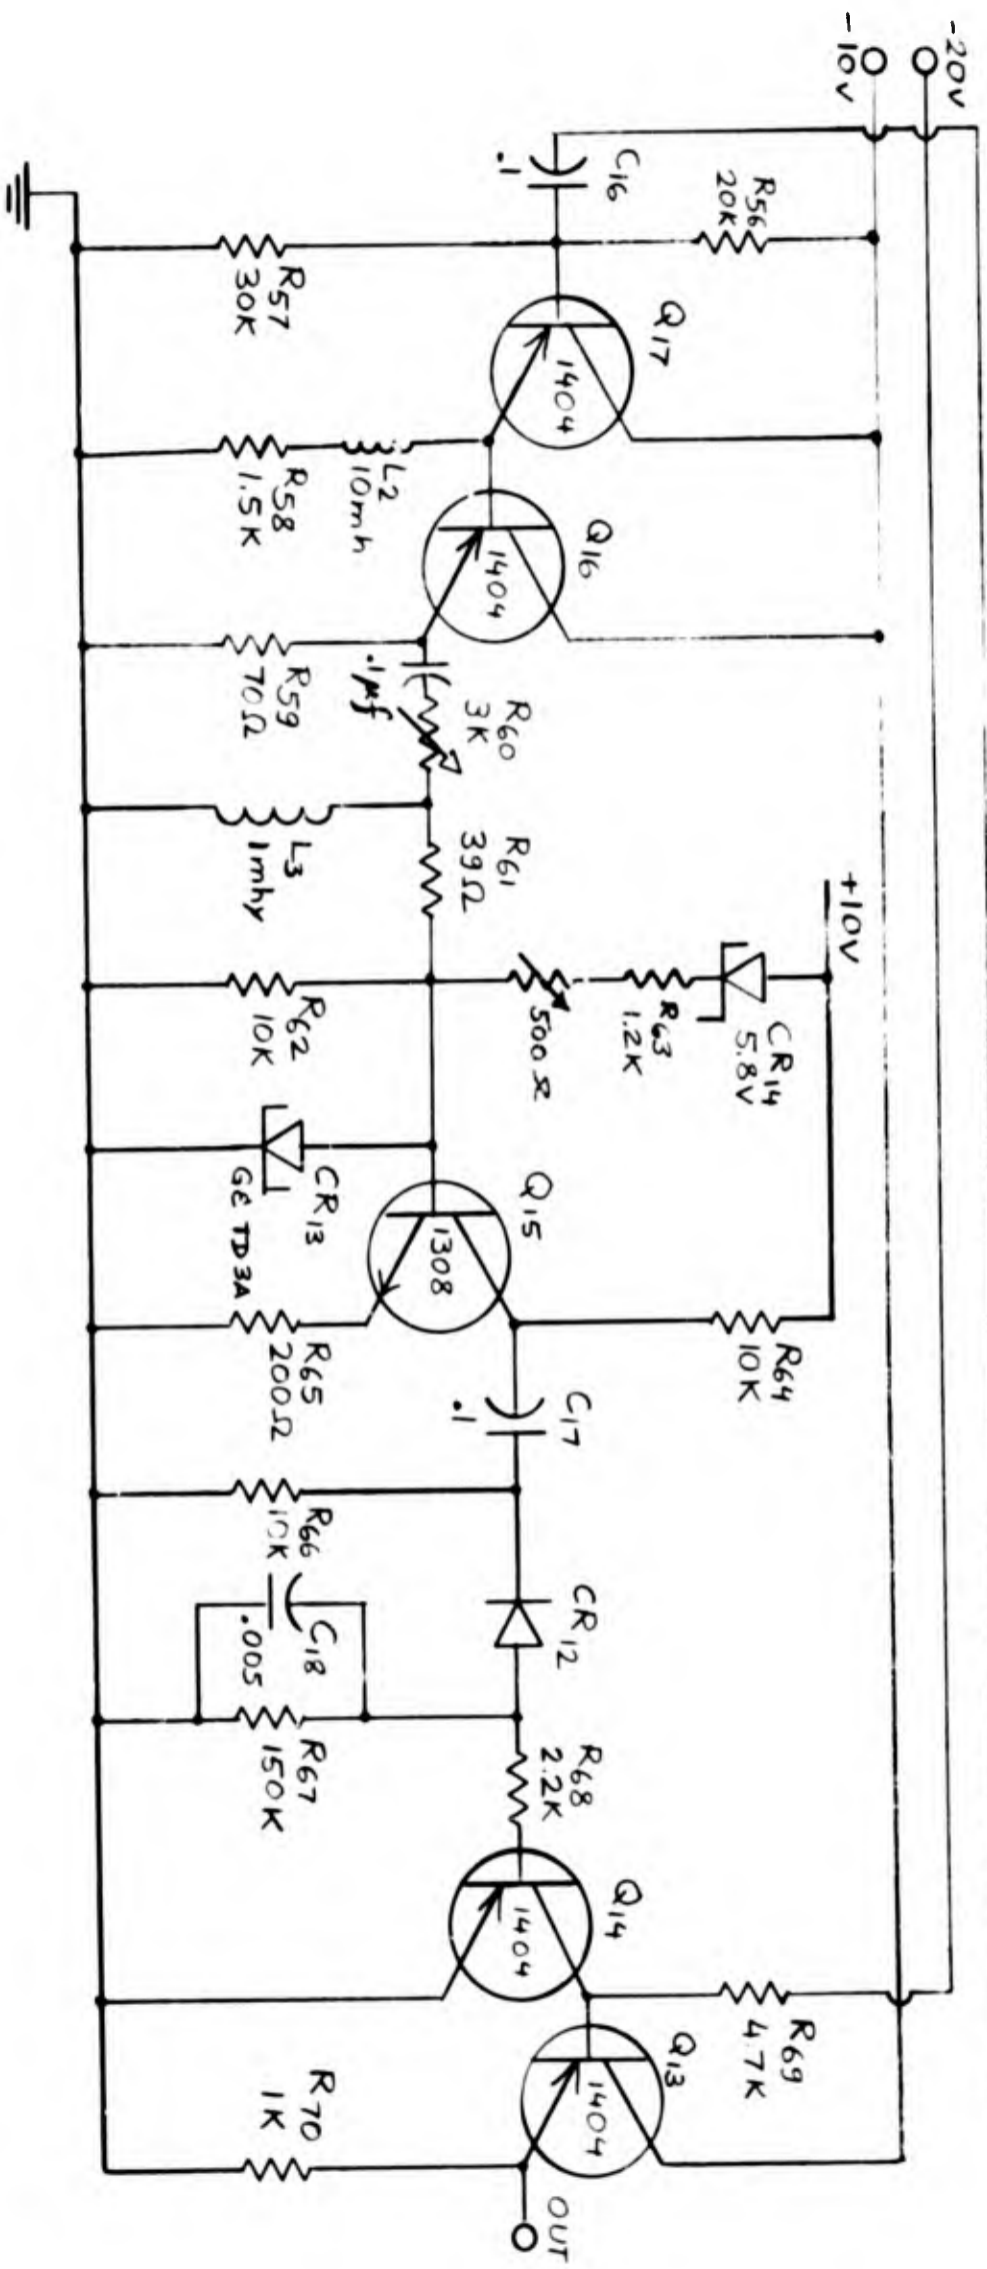 -20V
-10V
C16
.1
R56
20K
R57
30K
Q17
1404
R58
1.5K
L2
10mh
Q16
1404
R59
70Ω
.1μf
R60
3K
L3
1mhy
R61
39Ω
+10V
CR14
5.8V
R63
1.2K
500Ω
R62
10K
CR13
GE TD3A
Q15
1308
R65
200Ω
R64
10K
C17
.1
R66
10K
C18
.005
CR12
R67
150K
R68
2.2K
Q14
1404
R69
4.7K
Q13
1404
R70
1K
OUT